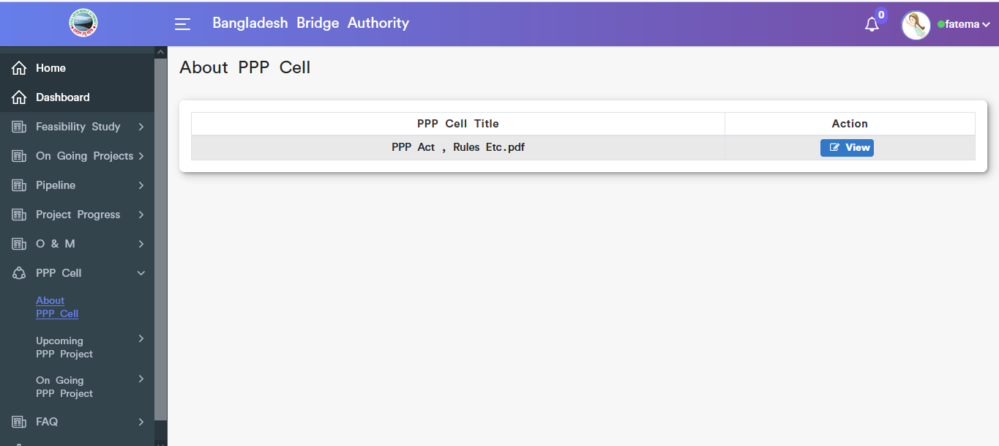 Bangladesh Bridge Authority
0
fatema
Home
Dashboard
Feasibility Study
On Going Projects
Pipeline
Project Progress
O & M
PPP Cell
About
PPP Cell
Upcoming
PPP Project
On Going
PPP Project
FAQ
About PPP Cell
PPP Cell Title Action
PPP Act , Rules Etc.pdf View